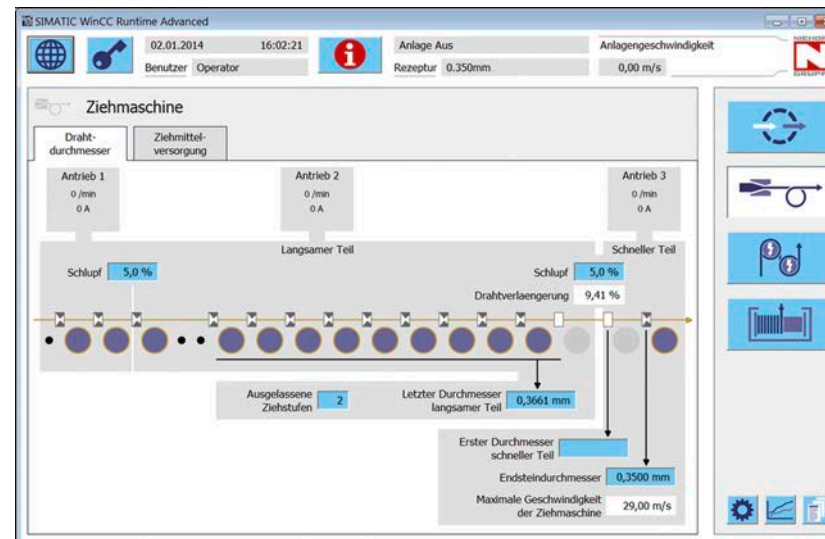 SIMATIC WinCC Runtime Advanced
02.01.2014 16:02:21
Benutzer Operator
Anlage Aus
Rezeptur 0.350mm
Anlagengeschwindigkeit
0,00 m/s
Ziehmaschine
Draht-
durchmesser
Ziehmittel-
versorgung
Antrieb 1
0 /min
0 A
Antrieb 2
0 /min
0 A
Antrieb 3
0 /min
0 A
Langsamer Teil
Schneller Teil
Schlupf 5,0 %
Schlupf 5,0 %
Drahtverlaengerung 9,41 %
Ausgelassene
Ziehstufen 2
Letzter Durchmesser
langsamer Teil 0,3661 mm
Erster Durchmesser
schneller Teil
Endsteindurchmesser 0,3500 mm
Maximale Geschwindigkeit
der Ziehmaschine 29,00 m/s